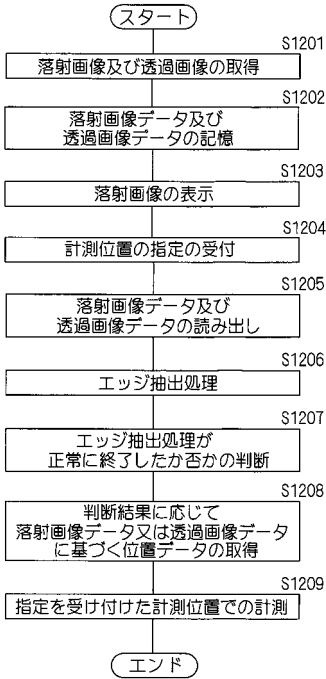 スタート
S1201
落射画像及び透過画像の取得
S1202
落射画像データ及び
透過画像データの記憶
S1203
落射画像の表示
S1204
計測位置の指定の受付
S1205
落射画像データ及び
透過画像データの読み出し
S1206
エッジ抽出処理
S1207
エッジ抽出処理が
正常に終了したか否かの判断
S1208
判断結果に応じて
落射画像データ又は透過画像データ
に基づく位置データの取得
S1209
指定を受け付けた計測位置での計測
エンド